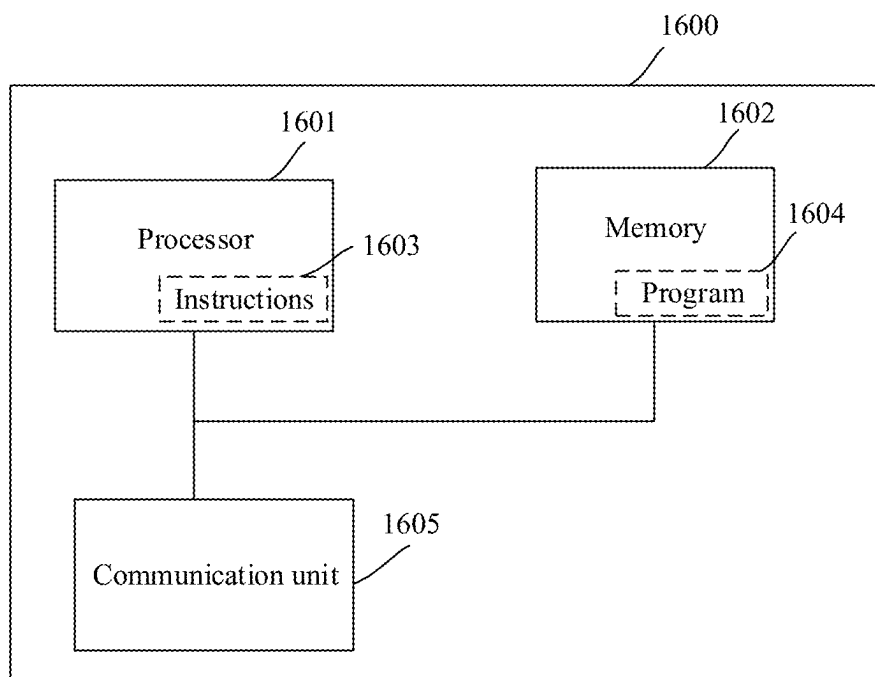 1600
1601
1602
Processor
1603
Instructions
Memory
1604
Program
1605
Communication unit